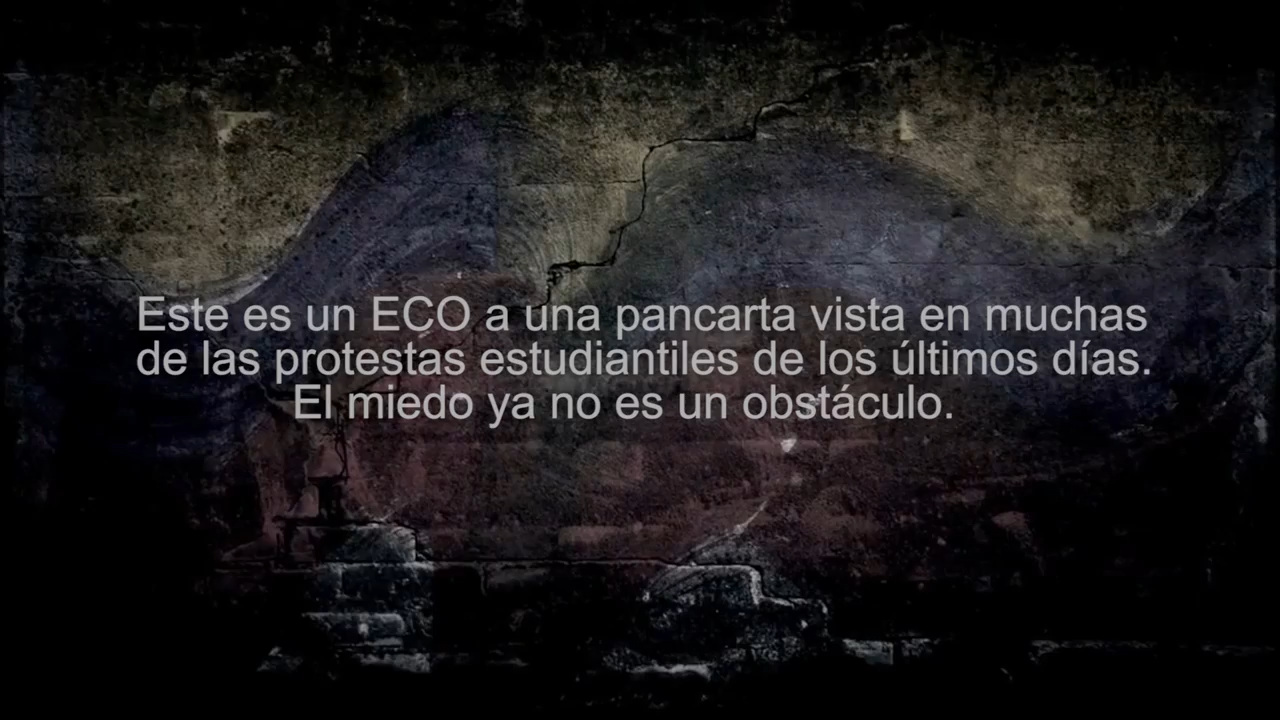 Este es un ECO a una pancarta vista en muchas
de las protestas estudiantiles de los últimos días.
El miedo ya no es un obstáculo.